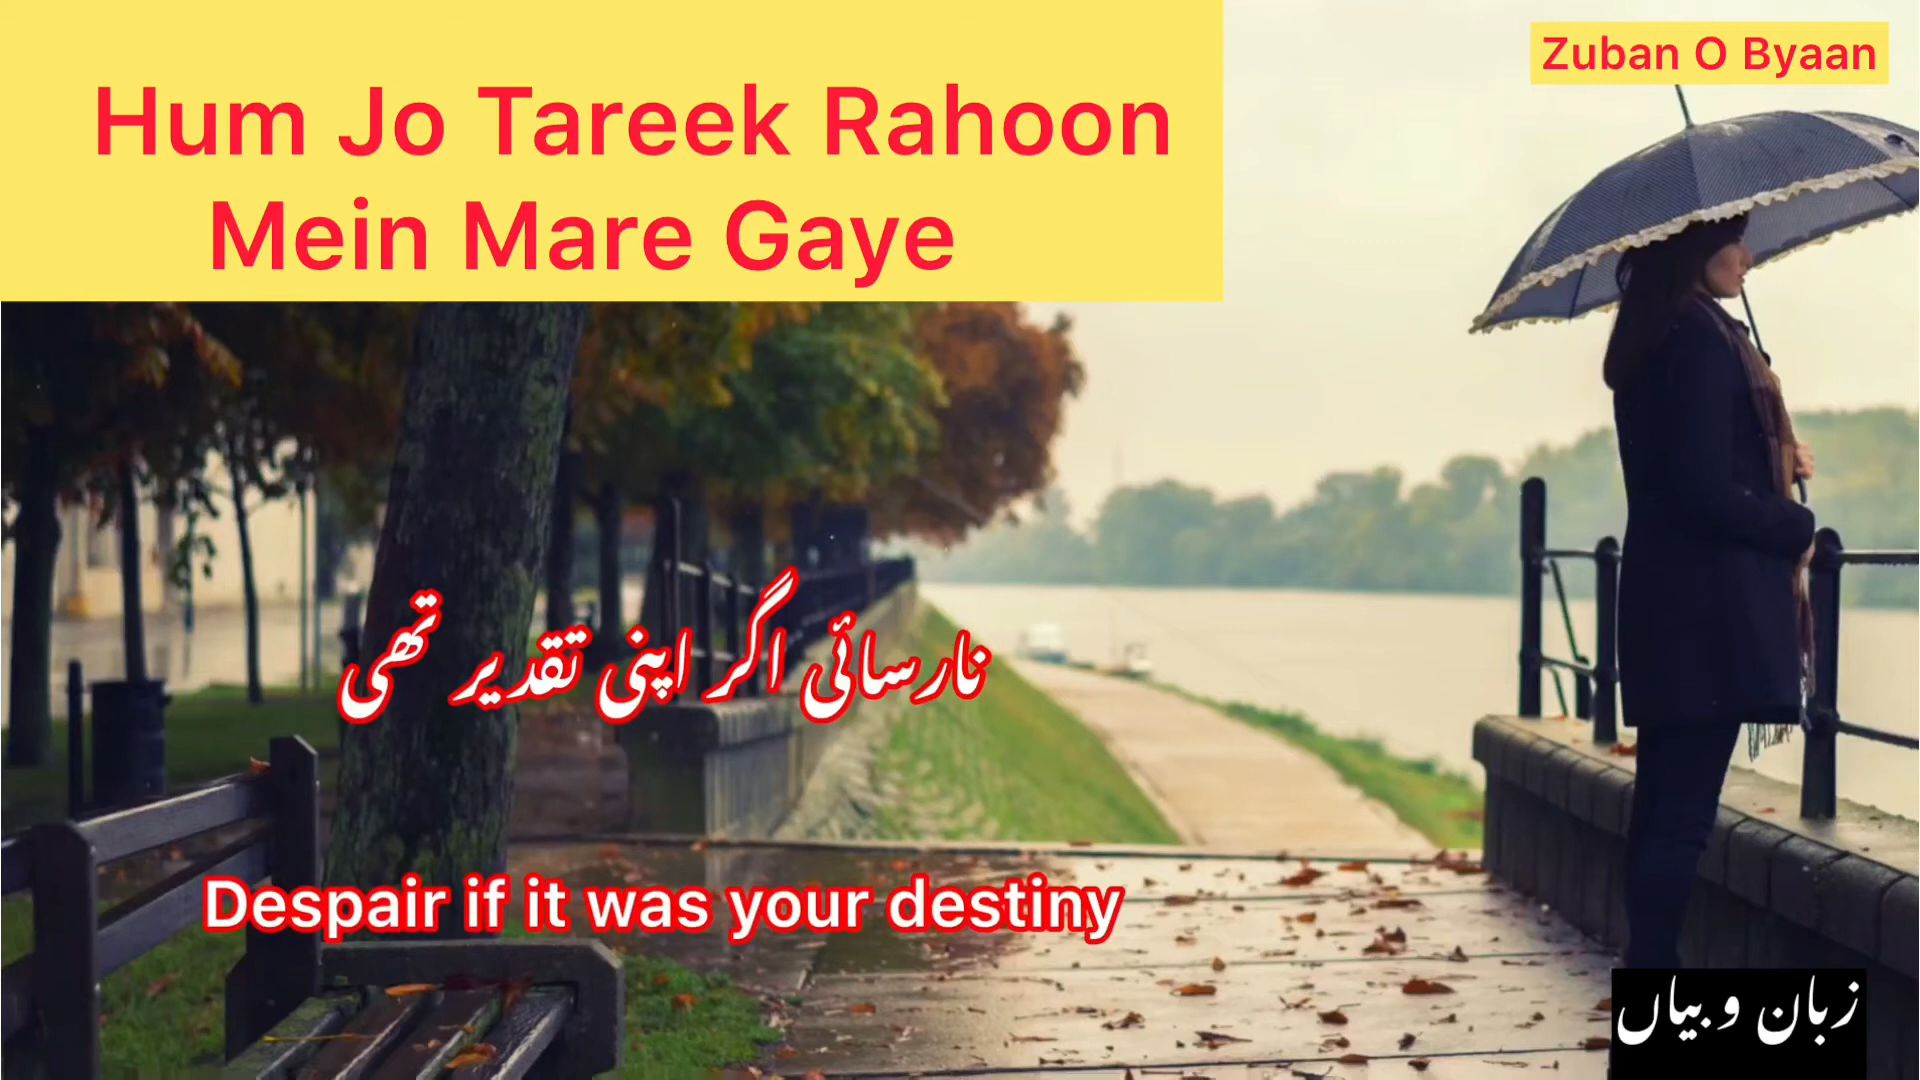 Zuban O Byaan
Hum Jo Tareek Rahoon
Mein Mare Gaye
نارسائی اگر اپنی تقدیر تھی
Despair if it was your destiny
زبان و بیاں